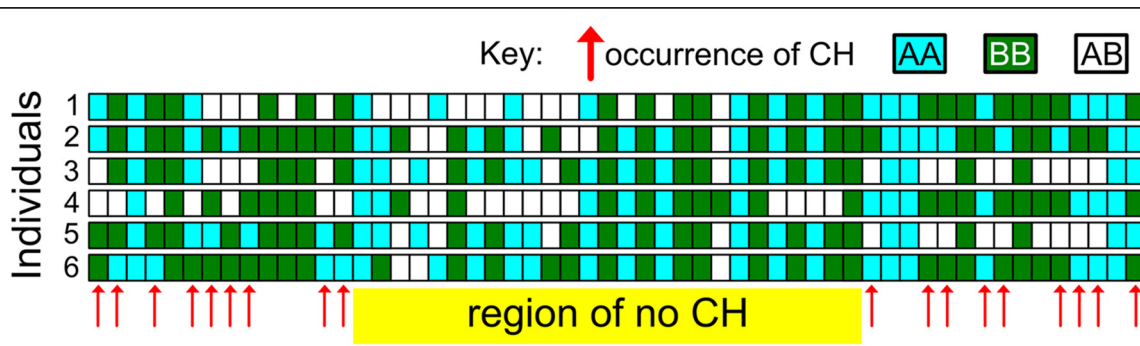 Key: occurrence of CH AA BB AB
Individuals
1
2
3
4
5
6
region of no CH